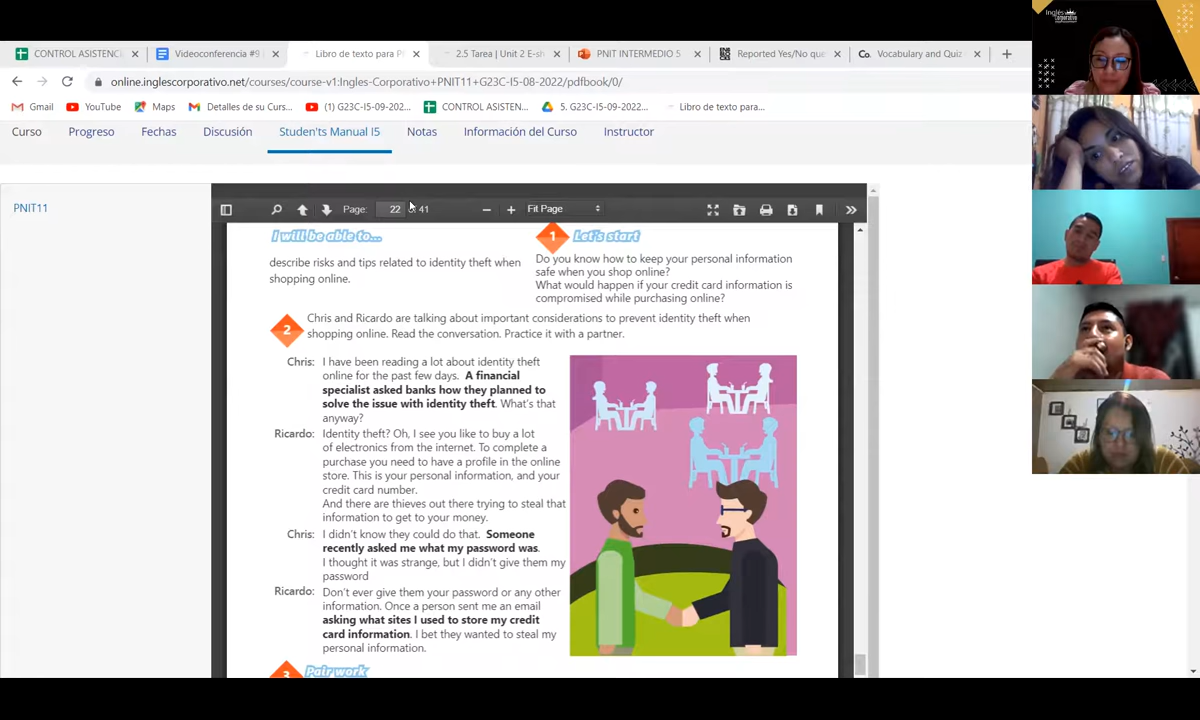 CONTROL ASISTENC
Videoconferencia #9
Libro de texto para P
2.5 Tarea | Unit 2 E-sh
PNIT INTERMEDIO 5
Reported Yes/No que
Co. Vocabulary and Quiz
online.inglescorporativo.net/courses/course-v1:Ingles-Corporativo+PNIT11+G23C-I5-08-2022/pdfbook/0/
Gmail
YouTube
Maps
Detalles de su Curs...
(1) G23C-I5-09-202...
CONTROL ASISTEN...
5. G23C-I5-09-2022...
Libro de texto para...
Curso
Progreso
Fechas
Discusión
Studen'ts Manual I5
Notas
Información del Curso
Instructor
PNIT11
Page: 22 of 41
Fit Page
I will be able to...
describe risks and tips related to identity theft when
shopping online.
1 Let's start
Do you know how to keep your personal information
safe when you shop online?
What would happen if your credit card information is
compromised while purchasing online?
2 Chris and Ricardo are talking about important considerations to prevent identity theft when
shopping online. Read the conversation. Practice it with a partner.
Chris: I have been reading a lot about identity theft
online for the past few days. A financial
specialist asked banks how they planned to
solve the issue with identity theft. What's that
anyway?
Ricardo: Identity theft? Oh, I see you like to buy a lot
of electronics from the internet. To complete a
purchase you need to have a profile in the online
store. This is your personal information, and your
credit card number.
And there are thieves out there trying to steal that
information to get to your money.
Chris: I didn't know they could do that. Someone
recently asked me what my password was.
I thought it was strange, but I didn't give them my
password
Ricardo: Don't ever give them your password or any other
information. Once a person sent me an email
asking what sites I used to store my credit
card information. I bet they wanted to steal my
personal information.
3 Pair work
Inglés
Corporativo